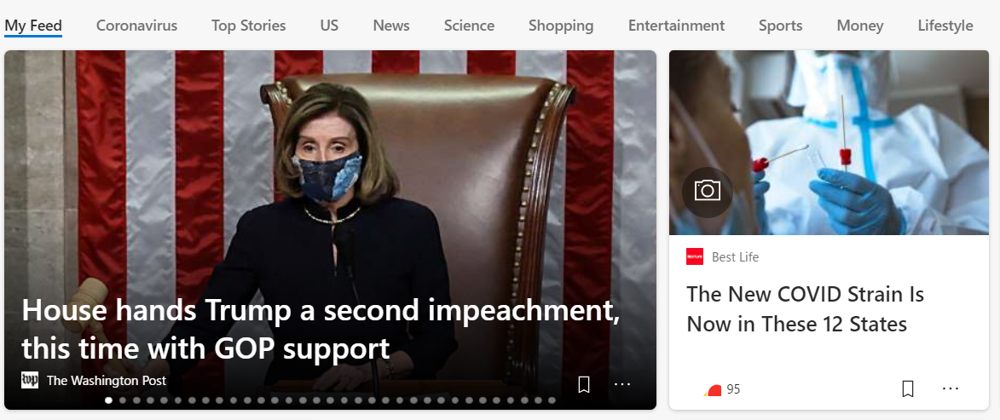 My Feed Coronavirus Top Stories US News Science Shopping Entertainment Sports Money Lifestyle
House hands Trump a second impeachment,
this time with GOP support
wp The Washington Post
Best Life
The New COVID Strain Is
Now in These 12 States
95